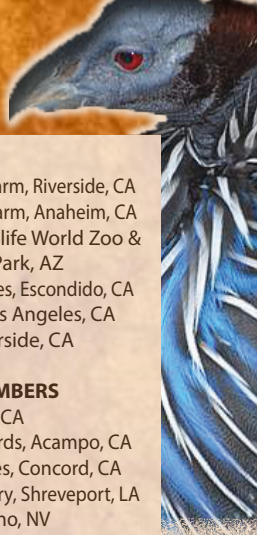 arm, Riverside, CA
arm, Anaheim, CA
life World Zoo &
Park, AZ
es, Escondido, CA
s Angeles, CA
rside, CA
MBERS
CA
rds, Acampo, CA
es, Concord, CA
ry, Shreveport, LA
no, NV